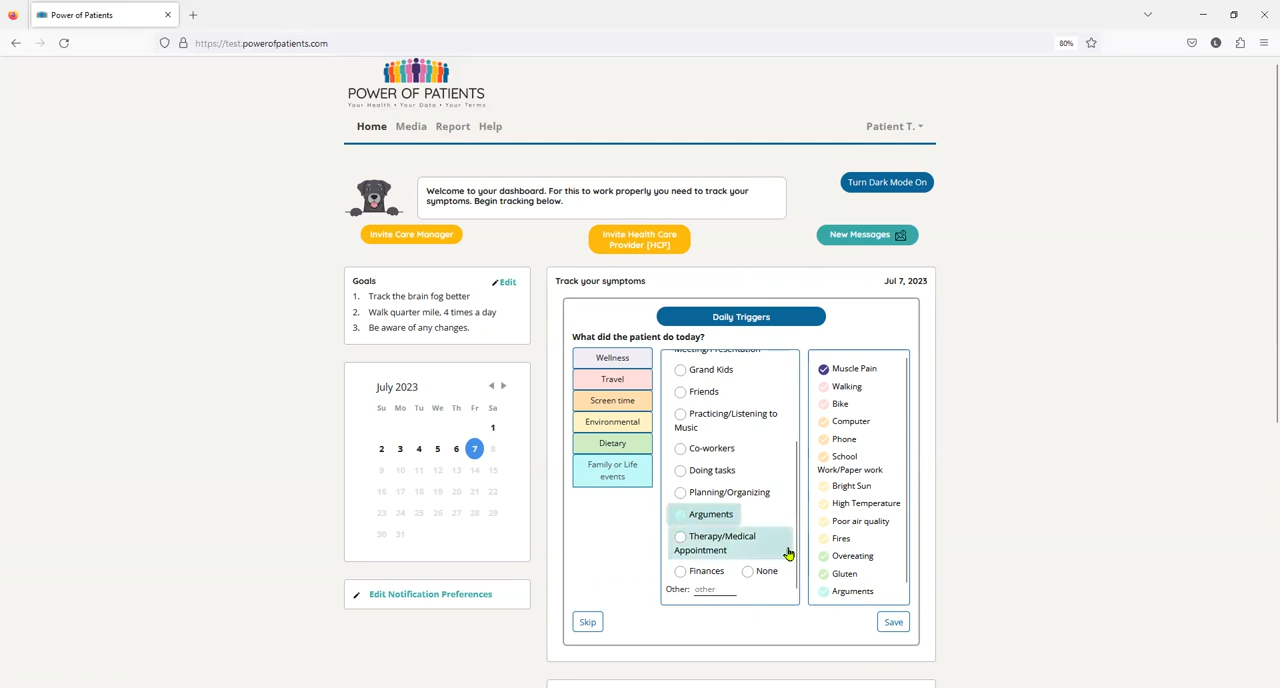 Power of Patients
https://test.powerofpatients.com
80%
L
POWER OF PATIENTS
Your Health • Your Data • Your Terms
Home Media Report Help
Patient T.
Welcome to your dashboard. For this to work properly you need to track your
symptoms. Begin tracking below.
Turn Dark Mode On
Invite Care Manager
Invite Health Care
Provider [HCP]
New Messages
Goals
Edit
1. Track the brain fog better
2. Walk quarter mile, 4 times a day
3. Be aware of any changes.
July 2023
Su Mo Tu We Th Fr Sa
1
2 3 4 5 6 7 8
9 10 11 12 13 14 15
16 17 18 19 20 21 22
23 24 25 26 27 28 29
30 31
Edit Notification Preferences
Track your symptoms
Jul 7, 2023
Daily Triggers
What did the patient do today?
Wellness
Travel
Screen time
Environmental
Dietary
Family or Life
events
Meeting/Presentation
Grand Kids
Friends
Practicing/Listening to
Music
Co-workers
Doing tasks
Planning/Organizing
Arguments
Therapy/Medical
Appointment
Finances None
Other: other
Muscle Pain
Walking
Bike
Computer
Phone
School
Work/Paper work
Bright Sun
High Temperature
Poor air quality
Fires
Overeating
Gluten
Arguments
Skip
Save